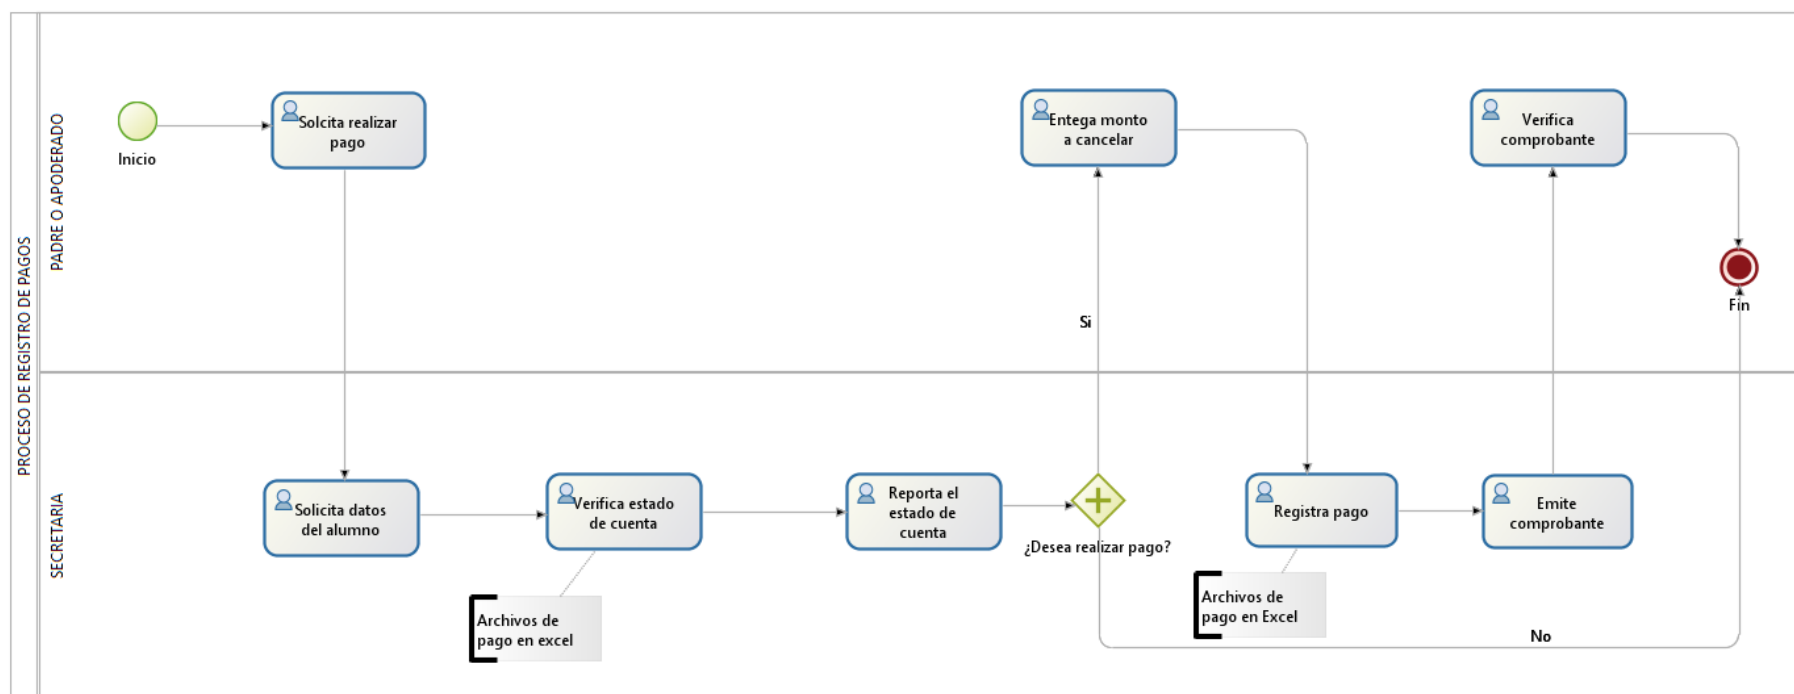 PROCESO DE REGISTRO DE PAGOS
PADRE O APODERADO
Inicio
Solcita realizar
pago
Entega monto
a cancelar
Verifica
comprobante
Fin
Si
SECRETARIA
Solicita datos
del alumno
Verifica estado
de cuenta
Archivos de
pago en excel
Reporta el
estado de
cuenta
¿Desea realizar pago?
Registra pago
Archivos de
pago en Excel
Emite
comprobante
No